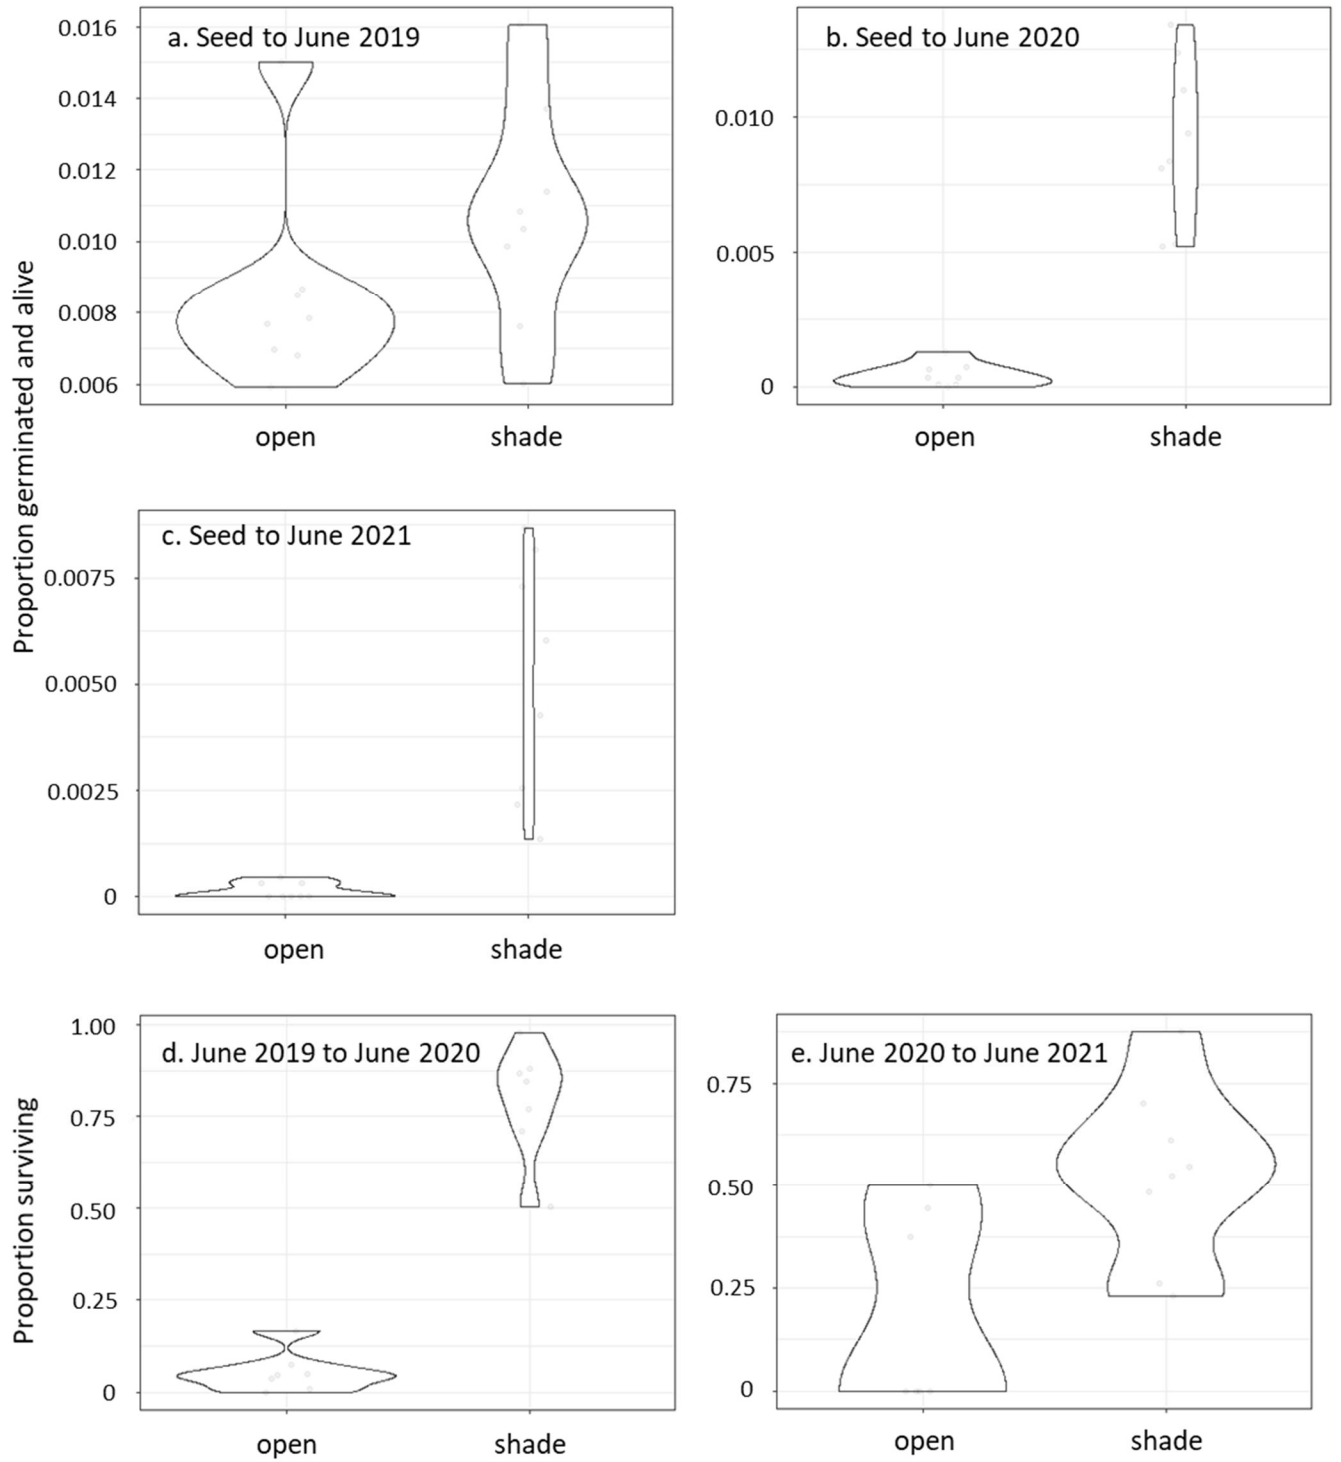 Proportion germinated and alive
a. Seed to June 2019
0.016
0.014
0.012
0.010
0.008
0.006
open shade
b. Seed to June 2020
0.010
0.005
0
open shade
c. Seed to June 2021
0.0075
0.0050
0.0025
0
open shade
Proportion surviving
d. June 2019 to June 2020
1.00
0.75
0.50
0.25
0
open shade
e. June 2020 to June 2021
0.75
0.50
0.25
0
open shade